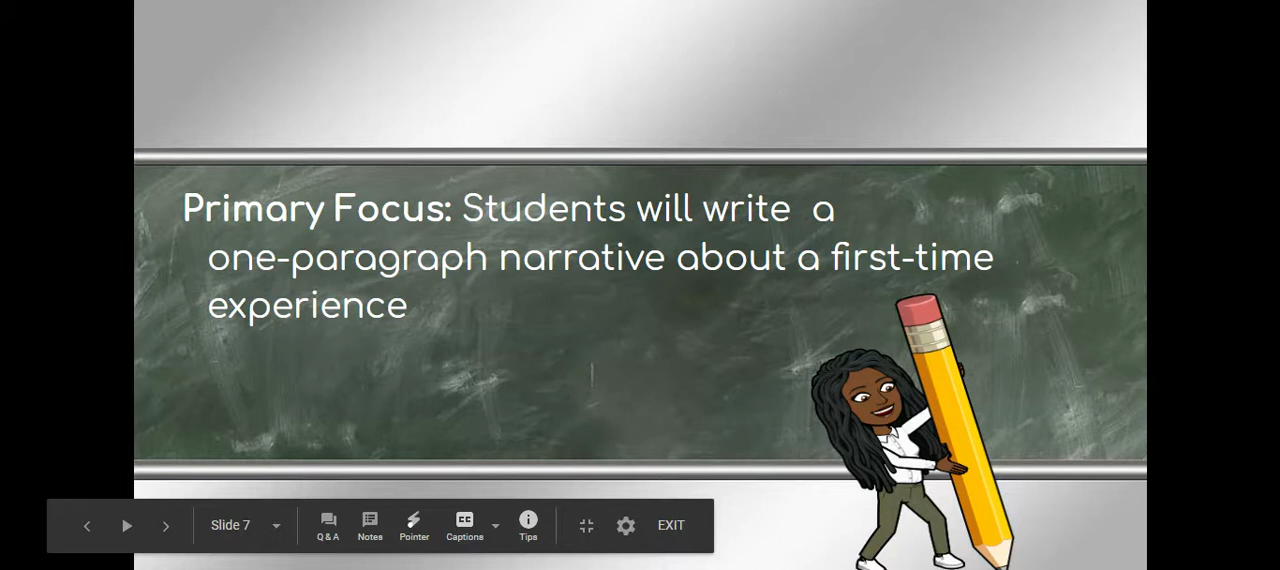 Primary Focus: Students will write a
one-paragraph narrative about a first-time
experience
Slide 7
Q & A
Notes
Pointer
CC
Captions
Tips
EXIT